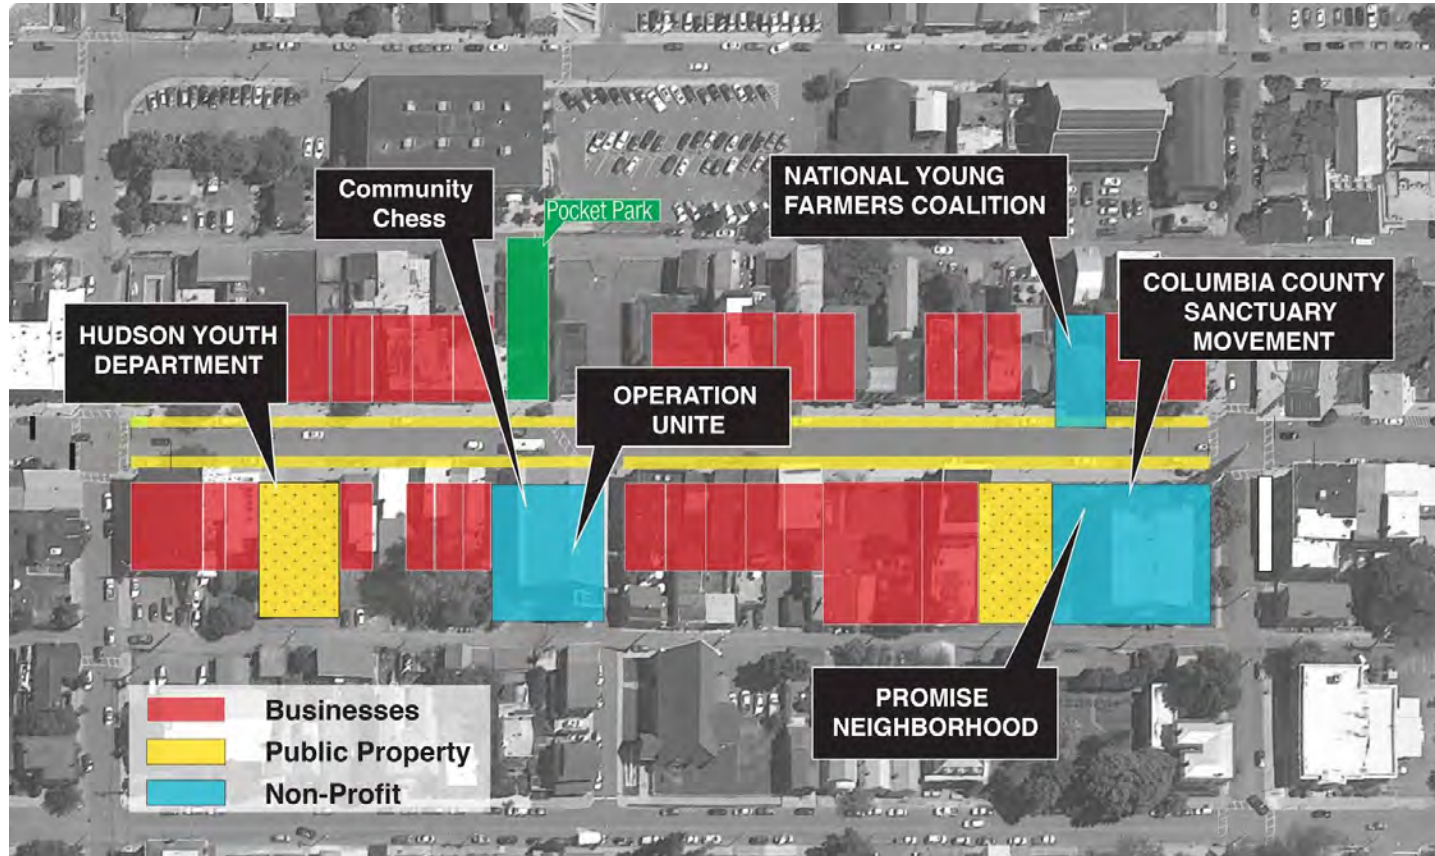 Community
Chess
Pocket Park
NATIONAL YOUNG
FARMERS COALITION
COLUMBIA COUNTY
SANCTUARY
MOVEMENT
HUDSON YOUTH
DEPARTMENT
OPERATION
UNITE
PROMISE
NEIGHBORHOOD
Businesses
Public Property
Non-Profit